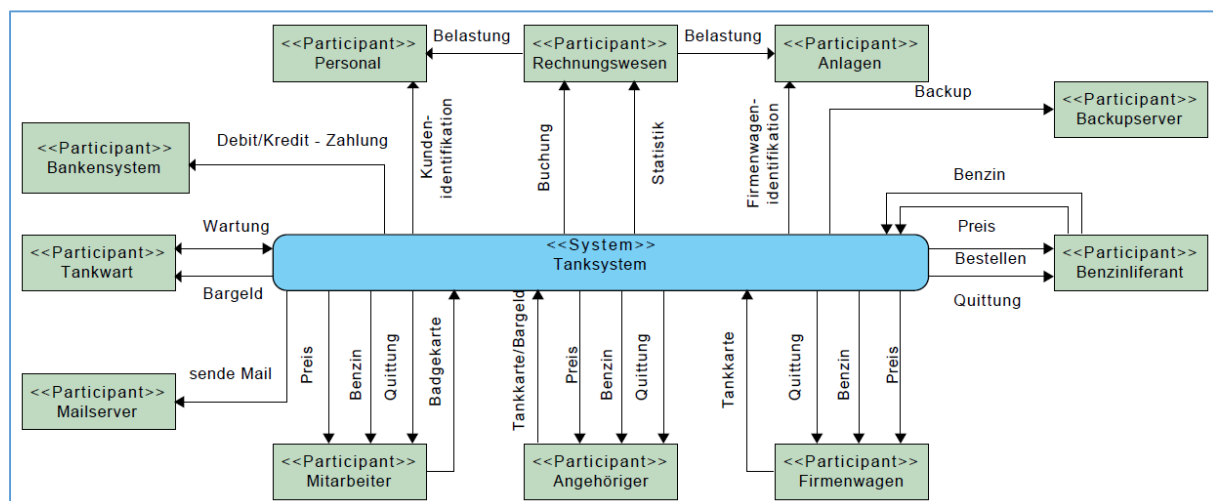 <<Participant>>
Personal
Belastung
<<Participant>>
Rechnungswesen
Belastung
<<Participant>>
Anlagen
Backup
<<Participant>>
Backupserver
<<Participant>>
Bankensystem
Debit/Kredit - Zahlung
Kunden-
identifikation
Buchung
Statistik
Firmenwagen-
identifikation
Benzin
Preis
<<Participant>>
Tankwart
Wartung
Bargeld
<<System>>
Tanksystem
Bestellen
Quittung
<<Participant>>
Benzinliferant
sende Mail
<<Participant>>
Mailserver
Preis
Benzin
Quittung
Badgekarte
Tankkarte/Bargeld
Preis
Benzin
Quittung
Tankkarte
Quittung
Benzin
Preis
<<Participant>>
Mitarbeiter
<<Participant>>
Angehöriger
<<Participant>>
Firmenwagen